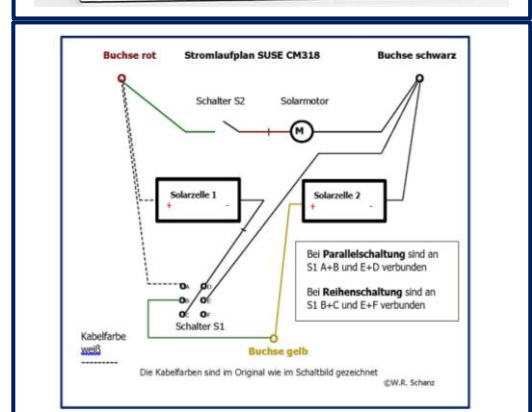 Buchse rot
Stromlaufplan SUSE CM318
Buchse schwarz
Schalter S2
Solarmotor
M
Solarzelle 1
+ -
Solarzelle 2
+ -
A D
B E
C F
Schalter S1
Bei Parallelschaltung sind an
S1 A+B und E+D verbunden
Bei Reihenschaltung sind an
S1 B+C und E+F verbunden
Kabelfarbe
weiß
---------
Buchse gelb
Die Kabelfarben sind im Original wie im Schaltbild gezeichnet
©W.R. Schanz